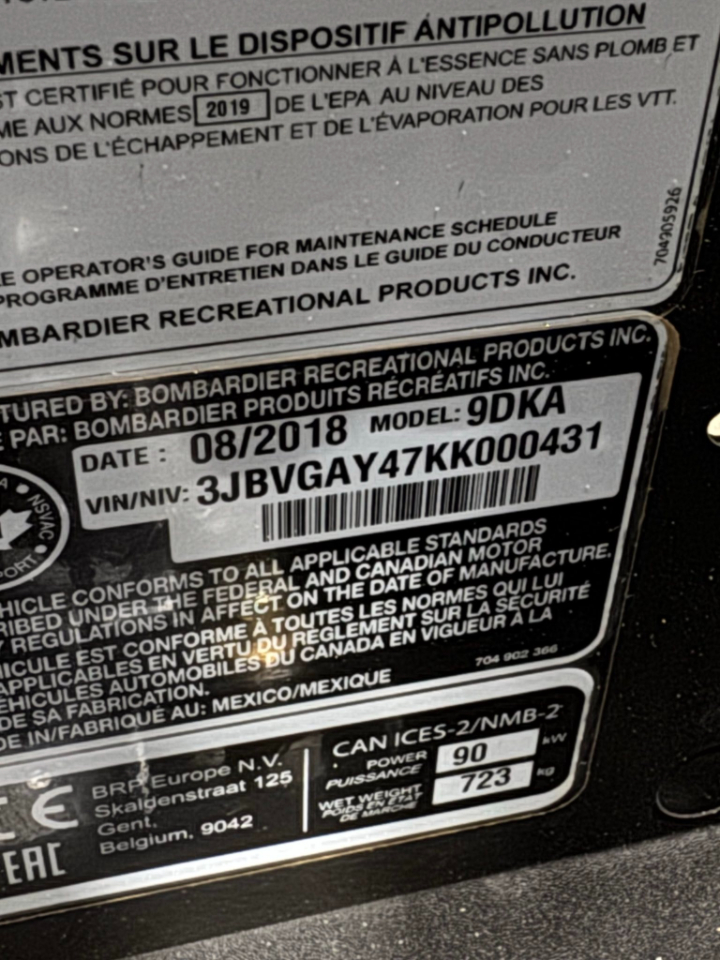 MENTS SUR LE DISPOSITIF ANTIPOLLUTION
ST CERTIFIÉ POUR FONCTIONNER À L'ESSENCE SANS PLOMB ET
ME AUX NORMES 2019 DE L'EPA AU NIVEAU DES
ONS DE L'ÉCHAPPEMENT ET DE L'ÉVAPORATION POUR LES VTT.
E OPERATOR'S GUIDE FOR MAINTENANCE SCHEDULE
PROGRAMME D'ENTRETIEN DANS LE GUIDE DU CONDUCTEUR
MBARDIER RECREATIONAL PRODUCTS INC.
704905926
TURED BY: BOMBARDIER RECREATIONAL PRODUCTS INC.
É PAR: BOMBARDIER PRODUITS RÉCRÉATIFS INC.
DATE : 08/2018 MODEL: 9DKA
VIN/NIV: 3JBVGAY47KK000431
A • NSVAC •
PORT
HICLE CONFORMS TO ALL APPLICABLE STANDARDS
RIBED UNDER THE FEDERAL AND CANADIAN MOTOR
Y REGULATIONS IN AFFECT ON THE DATE OF MANUFACTURE.
HICULE EST CONFORME À TOUTES LES NORMES QUI LUI
APPLICABLES EN VERTU DU RÈGLEMENT SUR LA SÉCURITÉ
ÉHICULES AUTOMOBILES DU CANADA EN VIGUEUR À LA
DE SA FABRICATION.
DE IN/FABRIQUÉ AU: MEXICO/MEXIQUE
704 902 366
CE
EAC
BRP Europe N.V.
Skaldenstraat 125
Gent,
Belgium, 9042
CAN ICES-2/NMB-2
POWER
PUISSANCE
90 kW
WET WEIGHT
POIDS EN ÉTAT
DE MARCHE
723 kg